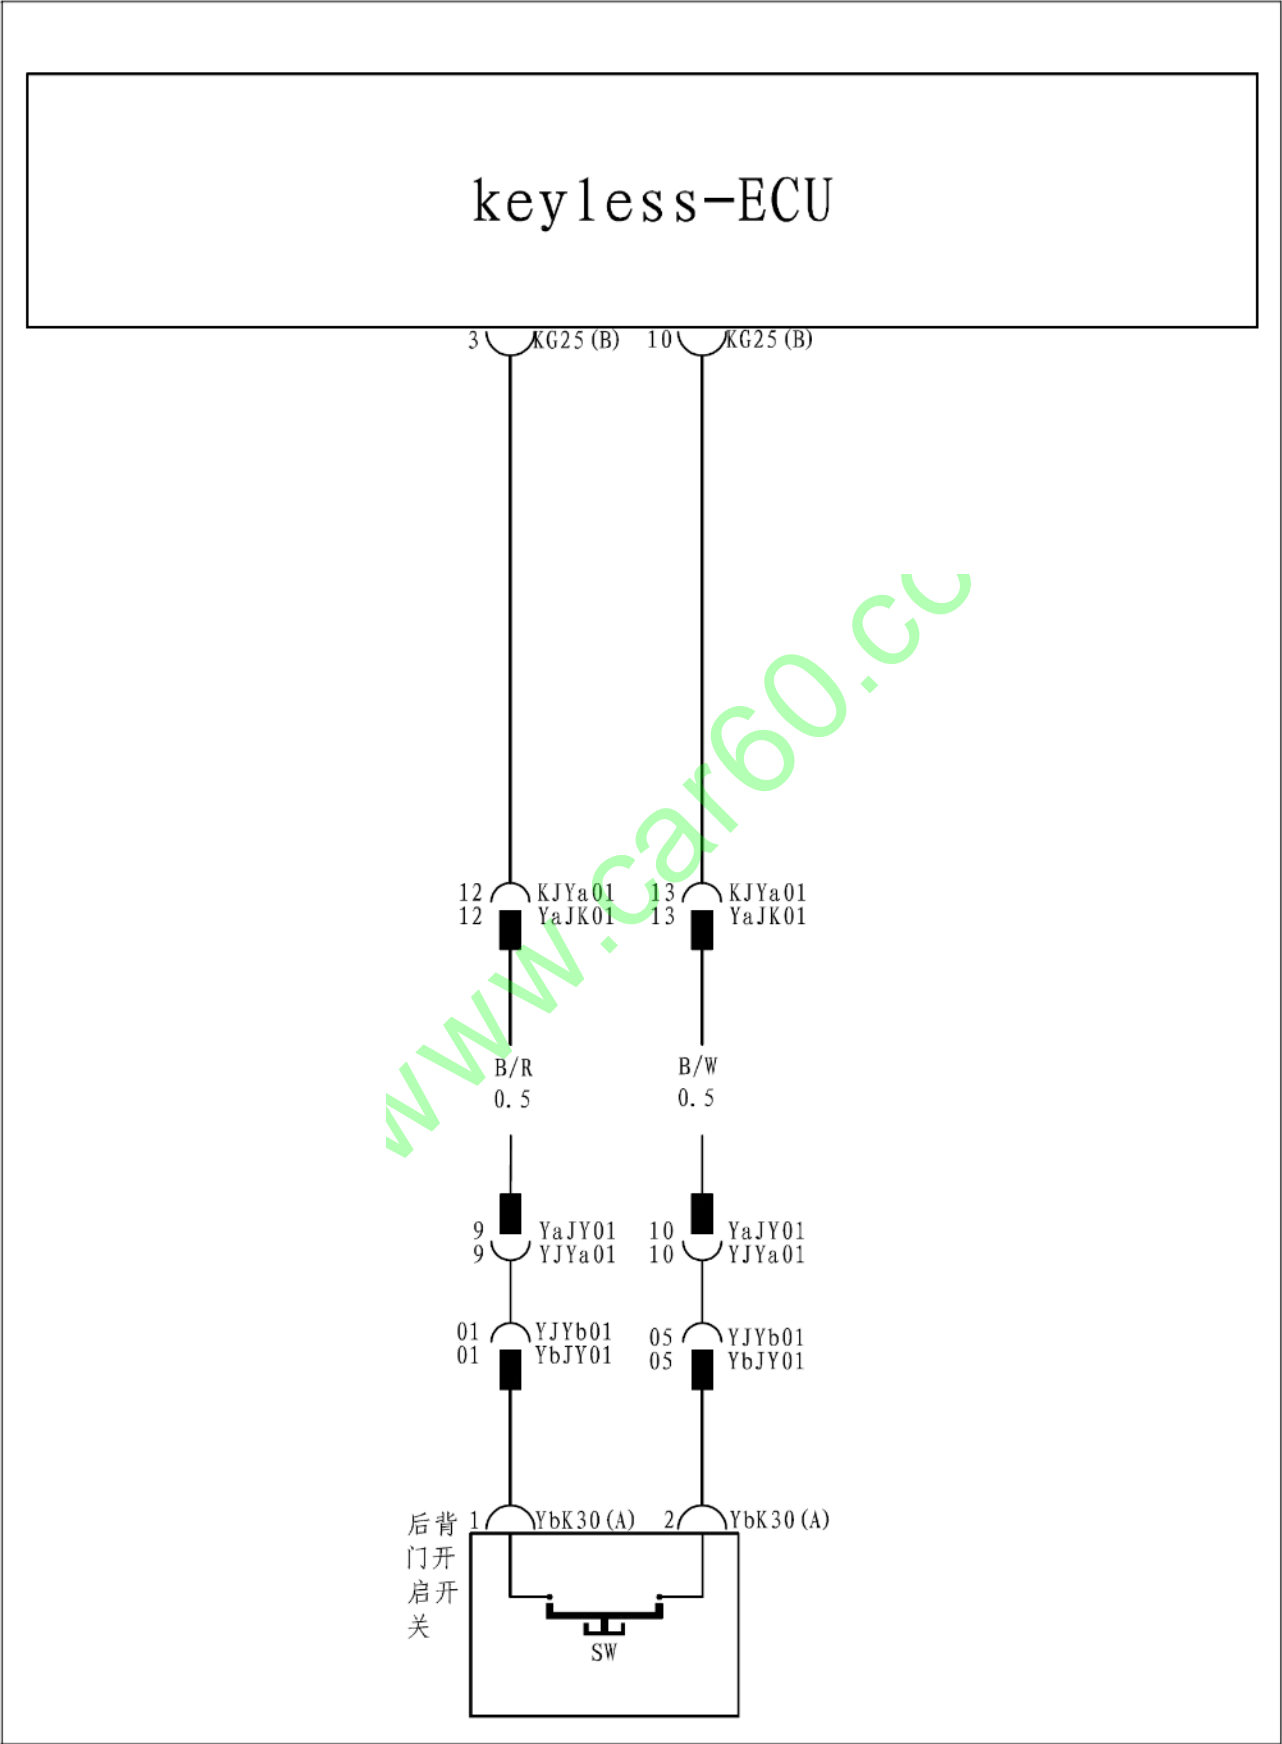 keyless-ECU
3 KG25(B) 10 KG25(B)
12 KJYa01 13 KJYa01
12 YaJK01 13 YaJK01
www.car60.co
B/R B/W
0.5 0.5
9 YaJY01 10 YaJY01
9 YJYa01 10 YJYa01
01 YJYb01 05 YJYb01
01 YbJY01 05 YbJY01
后背 1 YbK30(A) 2 YbK30(A)
门开
启开
关
SW